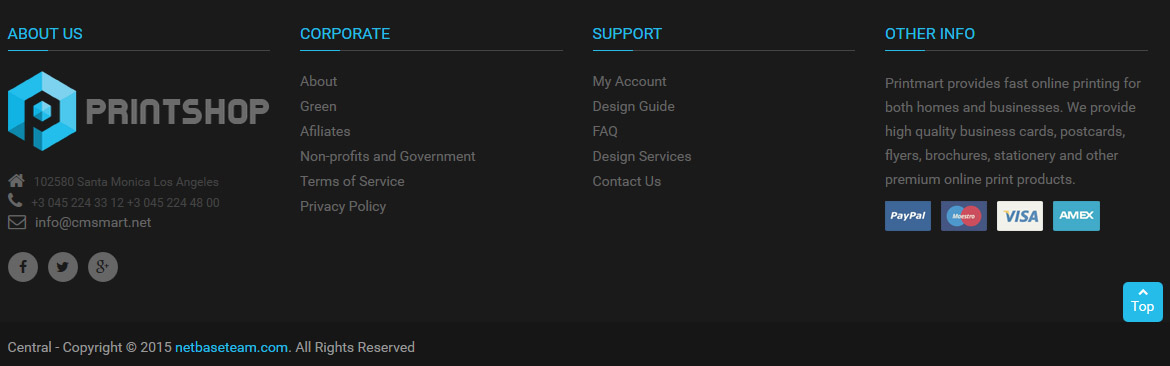 ABOUT US
PRINTSHOP
102580 Santa Monica Los Angeles
+3 045 224 33 12 +3 045 224 48 00
info@cmsmart.net
CORPORATE
About
Green
Afiliates
Non-profits and Government
Terms of Service
Privacy Policy
SUPPORT
My Account
Design Guide
FAQ
Design Services
Contact Us
OTHER INFO
Printmart provides fast online printing for
both homes and businesses. We provide
high quality business cards, postcards,
flyers, brochures, stationery and other
premium online print products.
PayPal Maestro VISA AMEX
Top
Central - Copyright © 2015 netbaseteam.com. All Rights Reserved